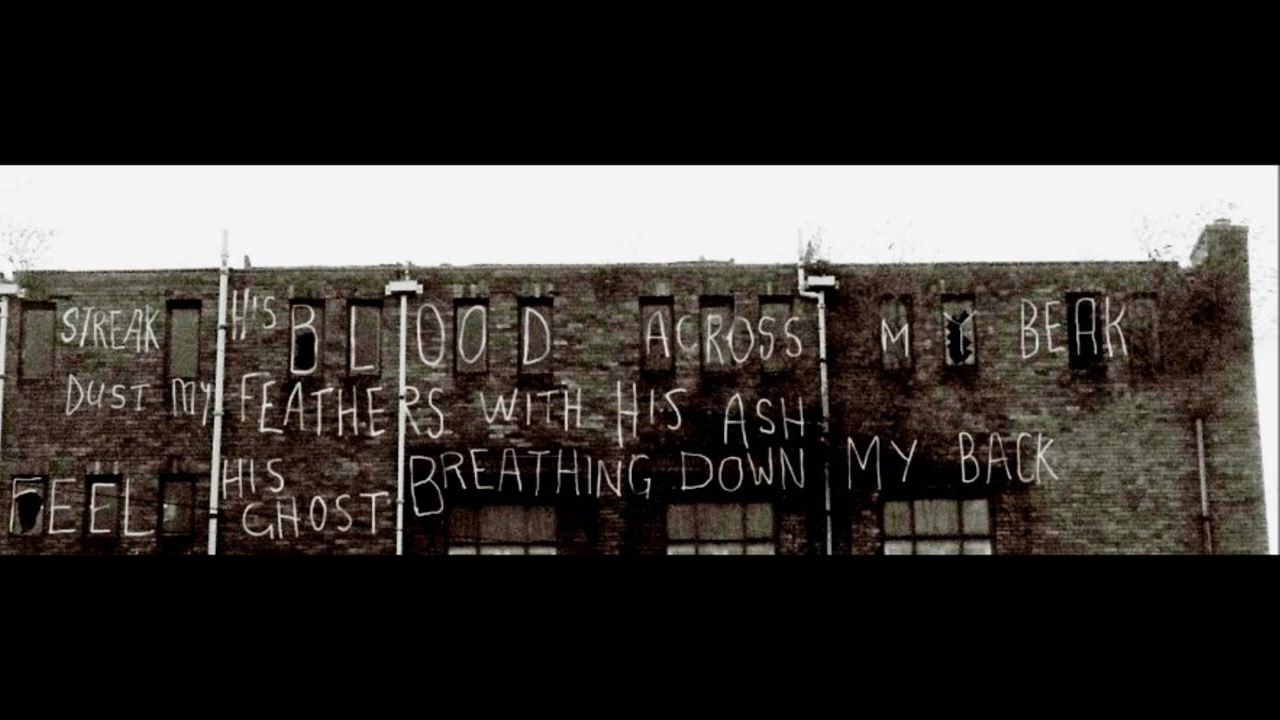 STREAK HIS BLOOD ACROSS MY BEAK
DUST MY FEATHERS WITH HIS ASH
FEEL HIS GHOST BREATHING DOWN MY BACK